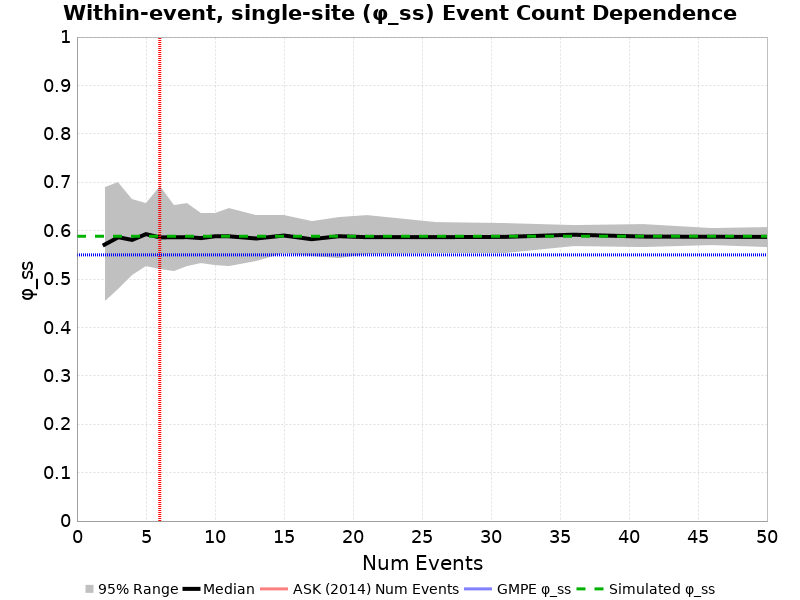 Within-event, single-site (φ_ss) Event Count Dependence
1
0.9
0.8
0.7
0.6
0.5
0.4
0.3
0.2
0.1
0
φ_ss
0 5 10 15 20 25 30 35 40 45 50
Num Events
95% Range Median ASK (2014) Num Events GMPE φ_ss Simulated φ_ss